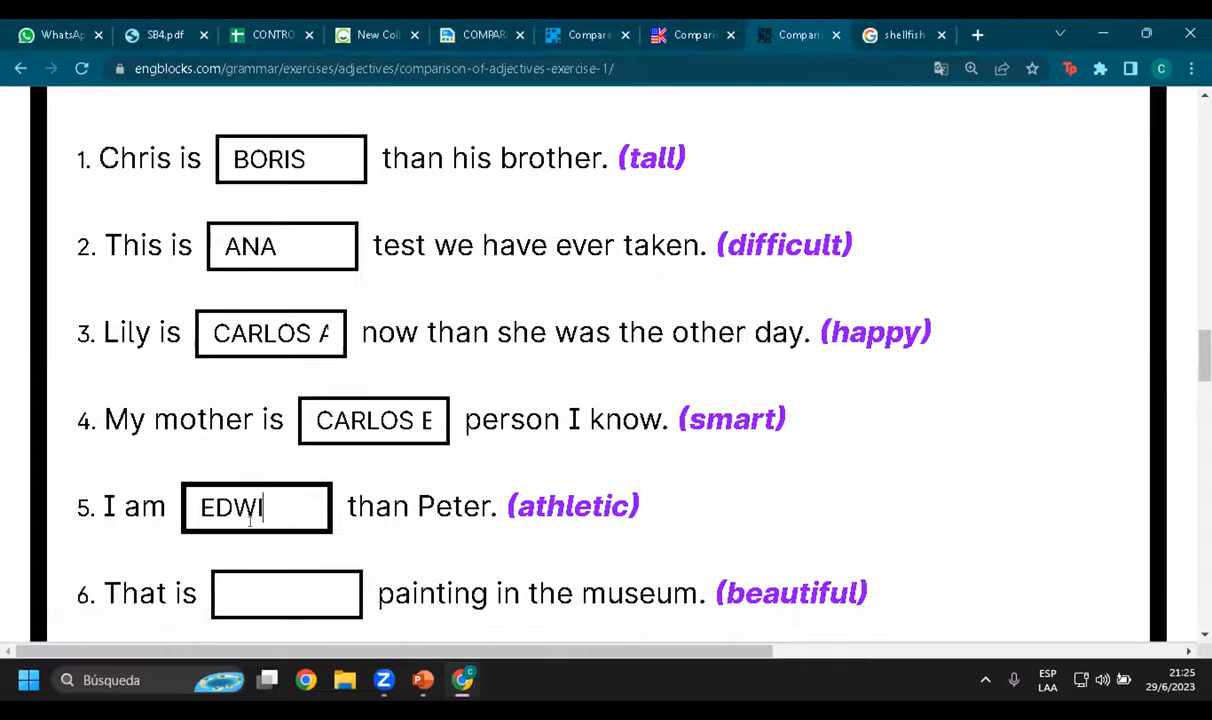 WhatsAp SB4.pdf CONTRO New Coll COMPAR Compara Comparis Comparis shellfish
engblocks.com/grammar/exercises/adjectives/comparison-of-adjectives-exercise-1/
1. Chris is BORIS than his brother. (tall)
2. This is ANA test we have ever taken. (difficult)
3. Lily is CARLOS A now than she was the other day. (happy)
4. My mother is CARLOS E person I know. (smart)
5. I am EDWI than Peter. (athletic)
6. That is painting in the museum. (beautiful)
Búsqueda ESP 21:25
LAA 29/6/2023